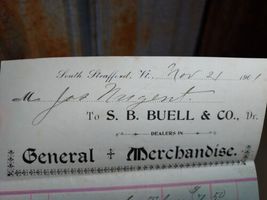 South Strafford, Vt. Nov 21 1901
M Jos Nugent.
To S. B. BUELL & CO., Dr.
DEALERS IN
General Merchandise.